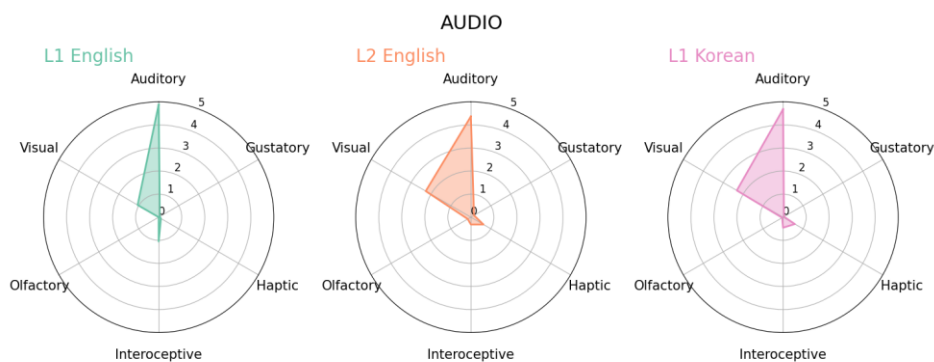 AUDIO
L1 English
Auditory
5
4
3
2
1
0
Visual
Gustatory
Olfactory
Haptic
Interoceptive
L2 English
Auditory
5
4
3
2
1
0
Visual
Gustatory
Olfactory
Haptic
Interoceptive
L1 Korean
Auditory
5
4
3
2
1
0
Visual
Gustatory
Olfactory
Haptic
Interoceptive